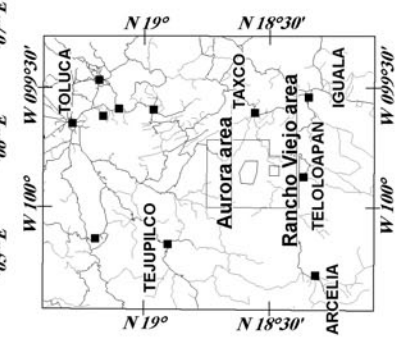 N 19°
N 18°30'
W 099°30'
TOLUCA
TAXCO
IGUALA
W 099°30'
Aurora area
Rancho Viejo area
TELOLOAPAN
W 100°
TEJUPILCO
W 100°
ARCELIA
N 19°
N 18°30'